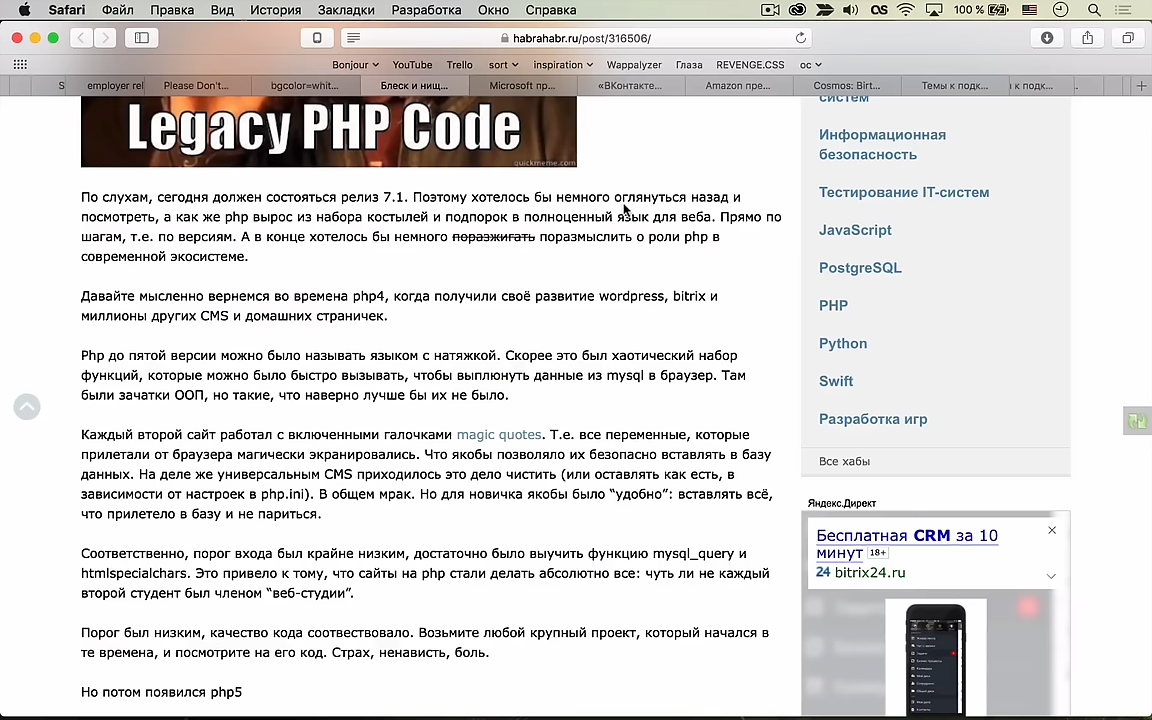 Safari Файл Правка Вид История Закладки Разработка Окно Справка 100 %
habrahabr.ru/post/316506/
Bonjour YouTube Trello sort inspiration Wappalyzer Глаза REVENGE.CSS ос
S employer rel Please Don't... bgcolor=whit... Блеск и нищ... Microsoft пр... «ВКонтакте... Amazon пре... Cosmos: Birt... Темы к подк... и к подк... ...
Legacy PHP Code
quickmeme.com
По слухам, сегодня должен состояться релиз 7.1. Поэтому хотелось бы немного оглянуться назад и
посмотреть, а как же php вырос из набора костылей и подпорок в полноценный язык для веба. Прямо по
шагам, т.е. по версиям. А в конце хотелось бы немного поразжигать поразмыслить о роли php в
современной экосистеме.
Давайте мысленно вернемся во времена php4, когда получили своё развитие wordpress, bitrix и
миллионы других CMS и домашних страничек.
Php до пятой версии можно было называть языком с натяжкой. Скорее это был хаотический набор
функций, которые можно было быстро вызывать, чтобы выплюнуть данные из mysql в браузер. Там
были зачатки ООП, но такие, что наверно лучше бы их не было.
Каждый второй сайт работал с включенными галочками magic quotes. Т.е. все переменные, которые
прилетали от браузера магически экранировались. Что якобы позволяло их безопасно вставлять в базу
данных. На деле же универсальным CMS приходилось это дело чистить (или оставлять как есть, в
зависимости от настроек в php.ini). В общем мрак. Но для новичка якобы было “удобно”: вставлять всё,
что прилетело в базу и не париться.
Соответственно, порог входа был крайне низким, достаточно было выучить функцию mysql_query и
htmlspecialchars. Это привело к тому, что сайты на php стали делать абсолютно все: чуть ли не каждый
второй студент был членом “веб-студии”.
Порог был низким, качество кода соотвествовало. Возьмите любой крупный проект, который начался в
те времена, и посмотрите на его код. Страх, ненависть, боль.
Но потом появился php5
систем
Информационная
безопасность
Тестирование IT-систем
JavaScript
PostgreSQL
PHP
Python
Swift
Разработка игр
Все хабы
Яндекс.Директ
Бесплатная CRM за 10
минут 18+
24 bitrix24.ru